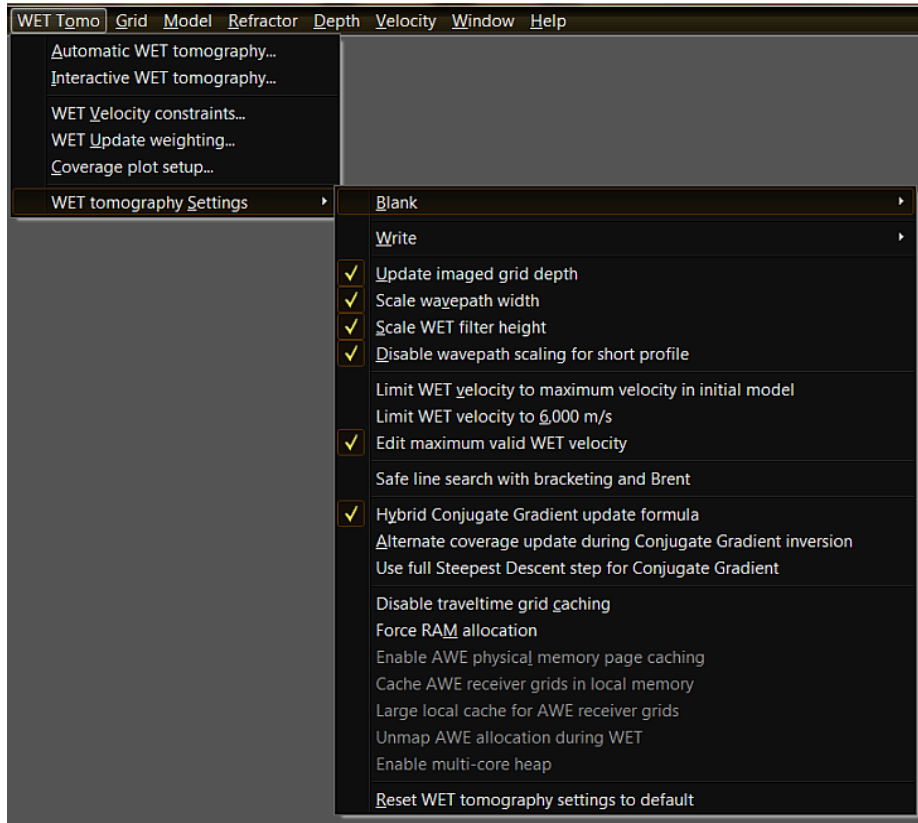 WET Tomo Grid Model Refractor Depth Velocity Window Help
Automatic WET tomography...
Interactive WET tomography...
WET Velocity constraints...
WET Update weighting...
Coverage plot setup...
WET tomography Settings
Blank
Write
Update imaged grid depth
Scale wavepath width
Scale WET filter height
Disable wavepath scaling for short profile
Limit WET velocity to maximum velocity in initial model
Limit WET velocity to 6,000 m/s
Edit maximum valid WET velocity
Safe line search with bracketing and Brent
Hybrid Conjugate Gradient update formula
Alternate coverage update during Conjugate Gradient inversion
Use full Steepest Descent step for Conjugate Gradient
Disable traveltime grid caching
Force RAM allocation
Enable AWE physical memory page caching
Cache AWE receiver grids in local memory
Large local cache for AWE receiver grids
Unmap AWE allocation during WET
Enable multi-core heap
Reset WET tomography settings to default